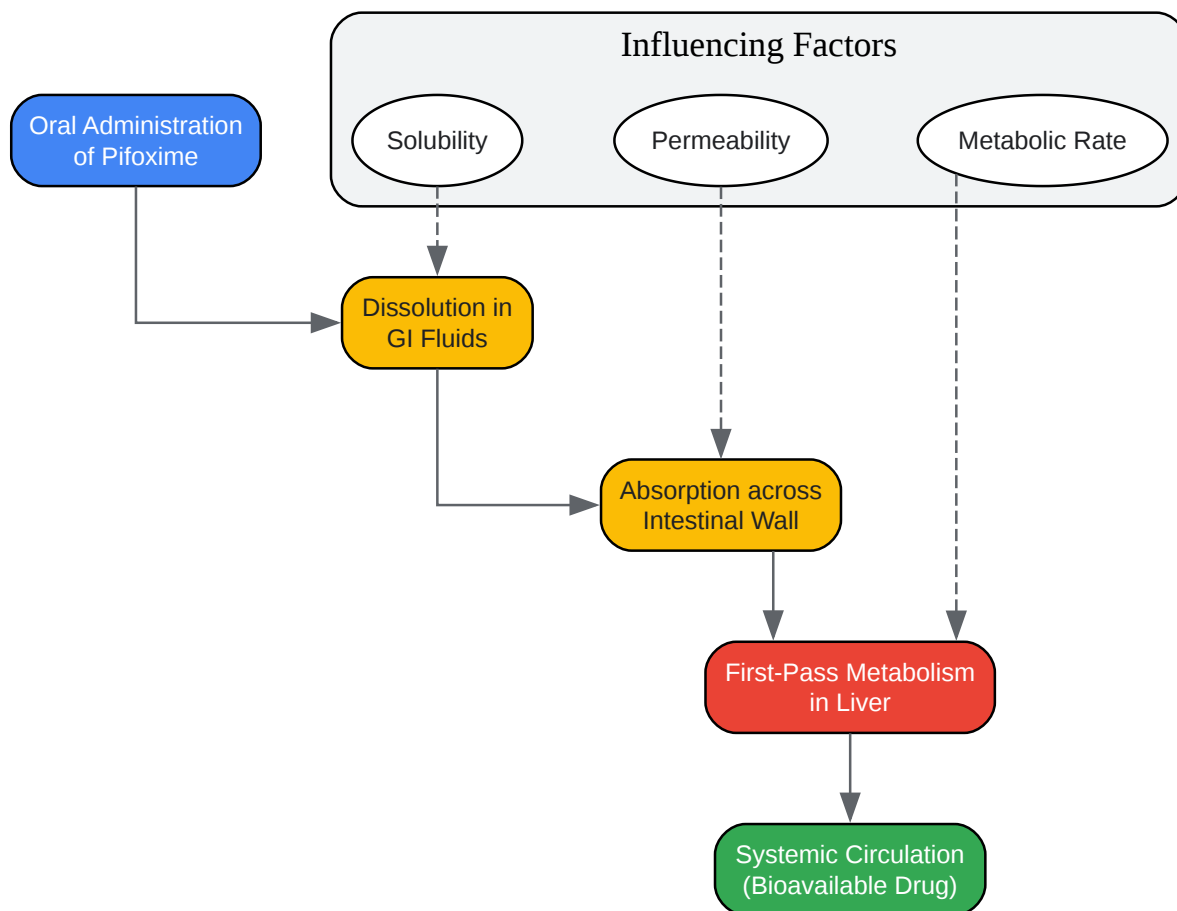 Influencing Factors
Oral Administration
of Pifoxime
Solubility
Permeability
Metabolic Rate
Dissolution in
GI Fluids
Absorption across
Intestinal Wall
First-Pass Metabolism
in Liver
Systemic Circulation
(Bioavailable Drug)